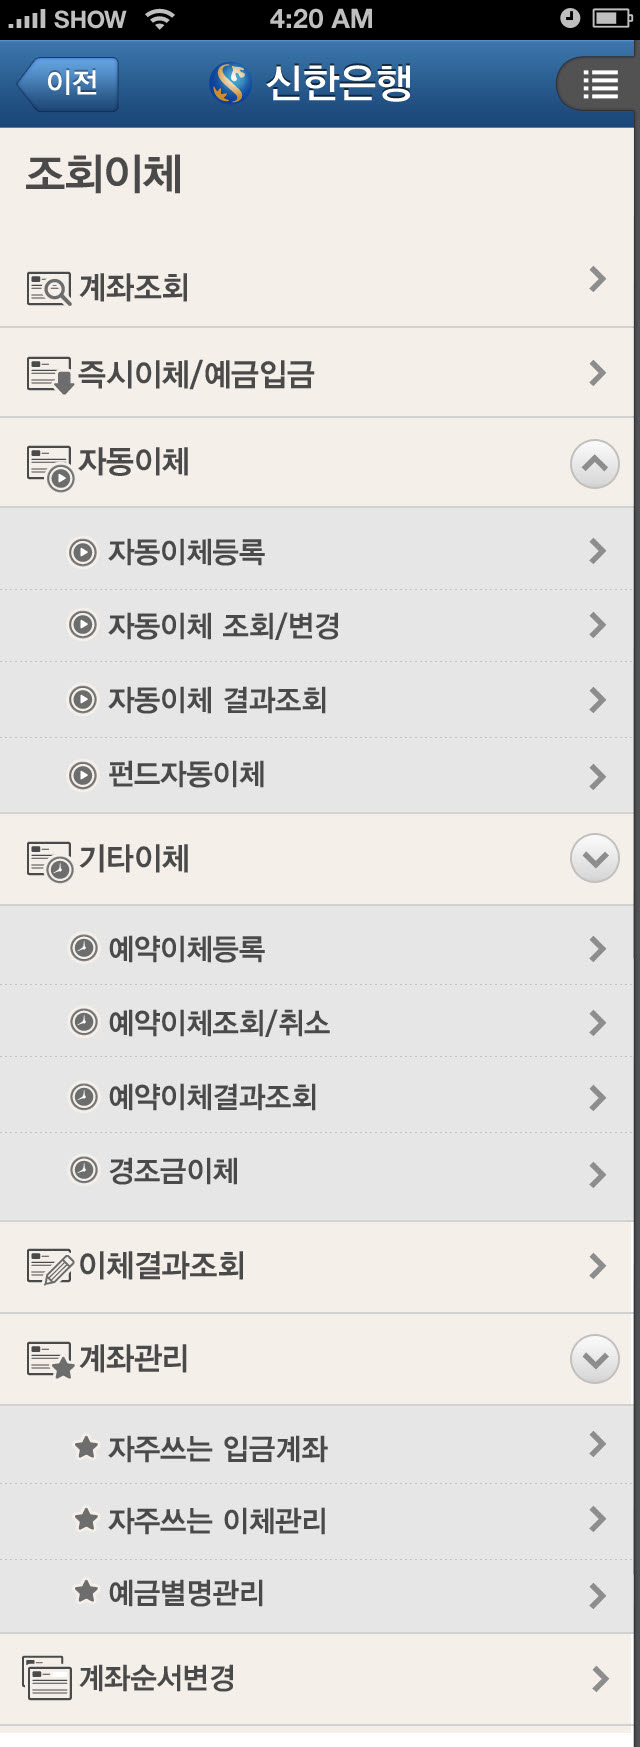 SHOW 4:20 AM
이전 신한은행
조회이체
계좌조회
즉시이체/예금입금
자동이체
자동이체등록
자동이체 조회/변경
자동이체 결과조회
펀드자동이체
기타이체
예약이체등록
예약이체조회/취소
예약이체결과조회
경조금이체
이체결과조회
계좌관리
자주쓰는 입금계좌
자주쓰는 이체관리
예금별명관리
계좌순서변경